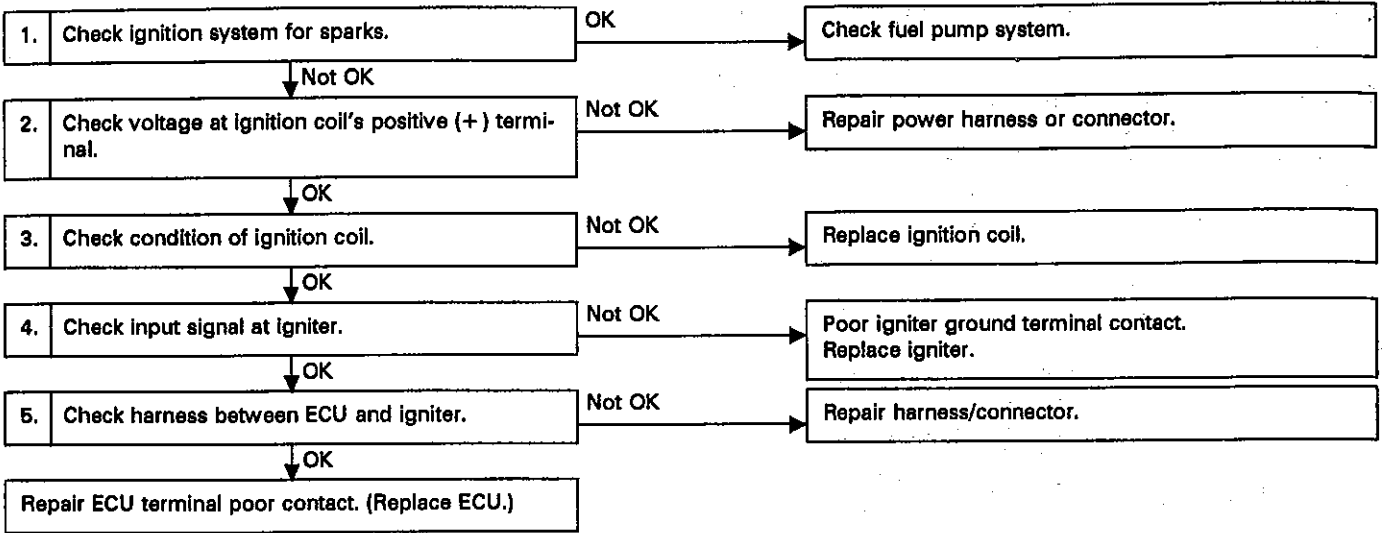 1. Check ignition system for sparks.
OK
Check fuel pump system.
Not OK
2. Check voltage at ignition coil's positive (+) termi-
nal.
Not OK
Repair power harness or connector.
OK
3. Check condition of ignition coil.
Not OK
Replace ignition coil.
OK
4. Check input signal at igniter.
Not OK
Poor igniter ground terminal contact.
Replace igniter.
OK
5. Check harness between ECU and igniter.
Not OK
Repair harness/connector.
OK
Repair ECU terminal poor contact. (Replace ECU.)